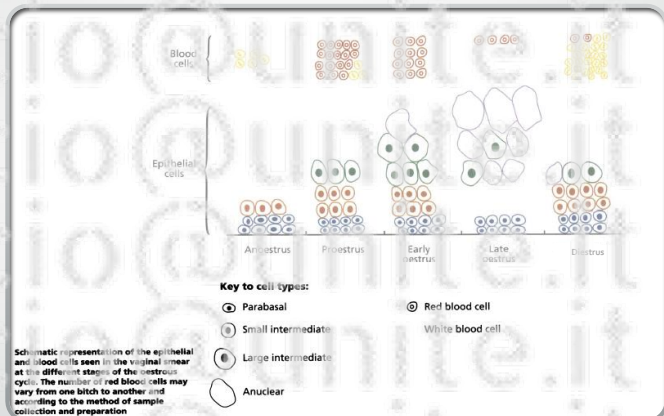 Blood
cells
Epithelial
cells
Anoestrus
Proestrus
Early
oestrus
Late
oestrus
Diestrus
Key to cell types:
Parabasal
Small intermediate
Large intermediate
Anuclear
Red blood cell
White blood cell
Schematic representation of the epithelial
and blood cells seen in the vaginal smear
at the different stages of the oestrous
cycle. The number of red blood cells may
vary from one bitch to another and
according to the method of sample
collection and preparation